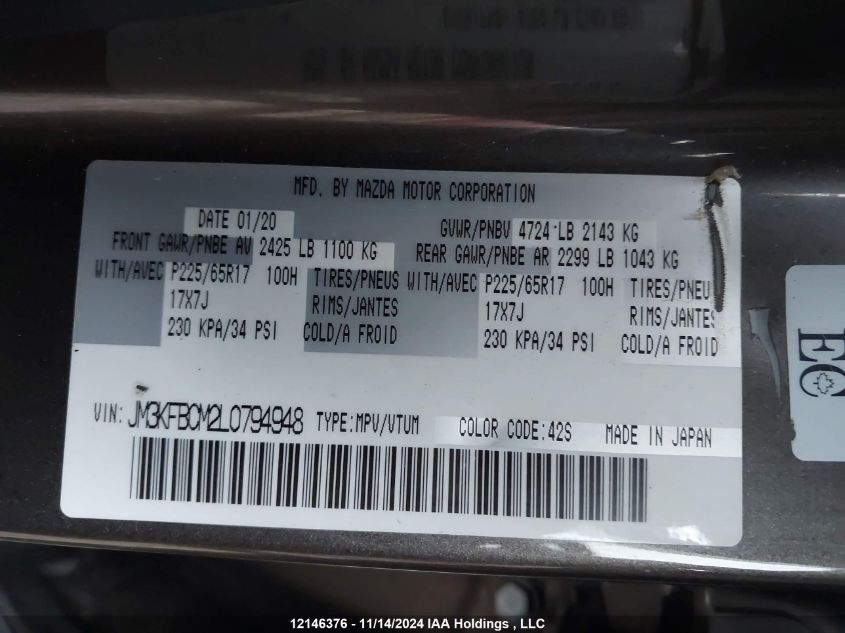 MFD. BY MAZDA MOTOR CORPORATION
DATE 01/20 GVWR/PNBV 4724 LB 2143 KG
FRONT GAWR/PNBE AV 2425 LB 1100 KG REAR GAWR/PNBE AR 2299 LB 1043 KG
WITH/AVEC P225/65R17 100H TIRES/PNEUS WITH/AVEC P225/65R17 100H TIRES/PNEU
17X7J RIMS/JANTES 17X7J RIMS/JANTES
230 KPA/34 PSI COLD/A FROID 230 KPA/34 PSI COLD/A FROID
VIN: JM3KFBCM2L0794948 TYPE:MPV/VTUM COLOR CODE:42S MADE IN JAPAN
EC
12146376 - 11/14/2024 IAA Holdings , LLC